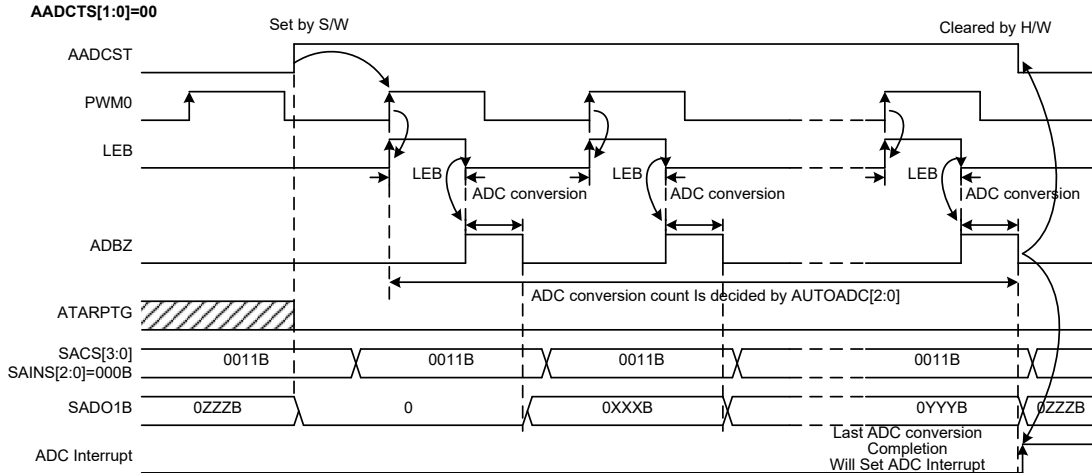 AADCTS[1:0]=00
Set by S/W
Cleared by H/W
AADCST
PWM0
LEB
LEB
LEB
LEB
ADC conversion
ADC conversion
ADC conversion
ADBZ
ADC conversion count Is decided by AUTOADC[2:0]
ATARPTG
SACS[3:0]
SAINS[2:0]=000B
0011B
0011B
0011B
0011B
SADO1B
0ZZZB
0
0XXXB
0YYYB
0ZZZB
Last ADC conversion
Completion
Will Set ADC Interrupt
ADC Interrupt